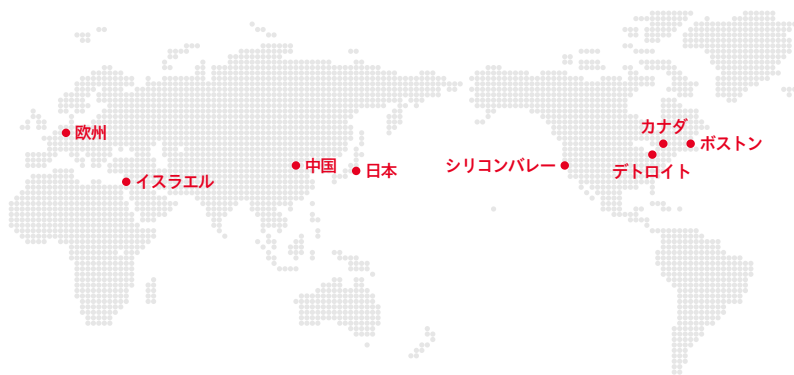 カナダ
欧州
ボストン
中国
シリコンバレー
日本
デトロイト
イスラエル